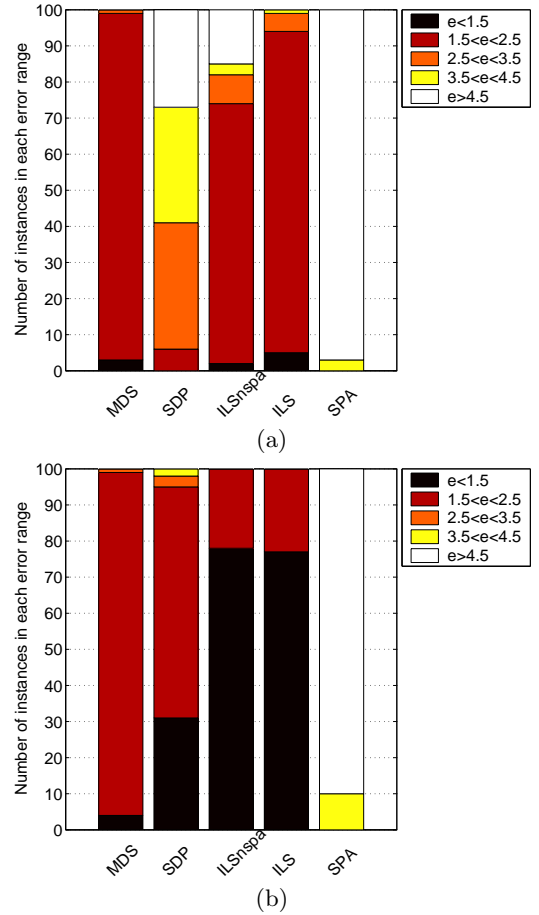 100
90
80
70
60
50
40
30
20
10
0
Number of instances in each error range
MDS
SDP
ILSnspa
ILS
SPA
e<1.5
1.5<e<2.5
2.5<e<3.5
3.5<e<4.5
e>4.5
(a)
100
90
80
70
60
50
40
30
20
10
0
Number of instances in each error range
MDS
SDP
ILSnspa
ILS
SPA
e<1.5
1.5<e<2.5
2.5<e<3.5
3.5<e<4.5
e>4.5
(b)